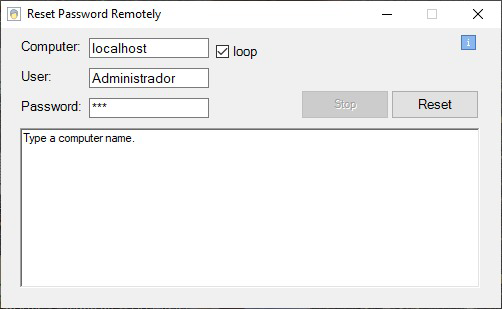 Reset Password Remotely
Computer: localhost loop
User: Administrador
Password: ***
Stop Reset
Type a computer name.